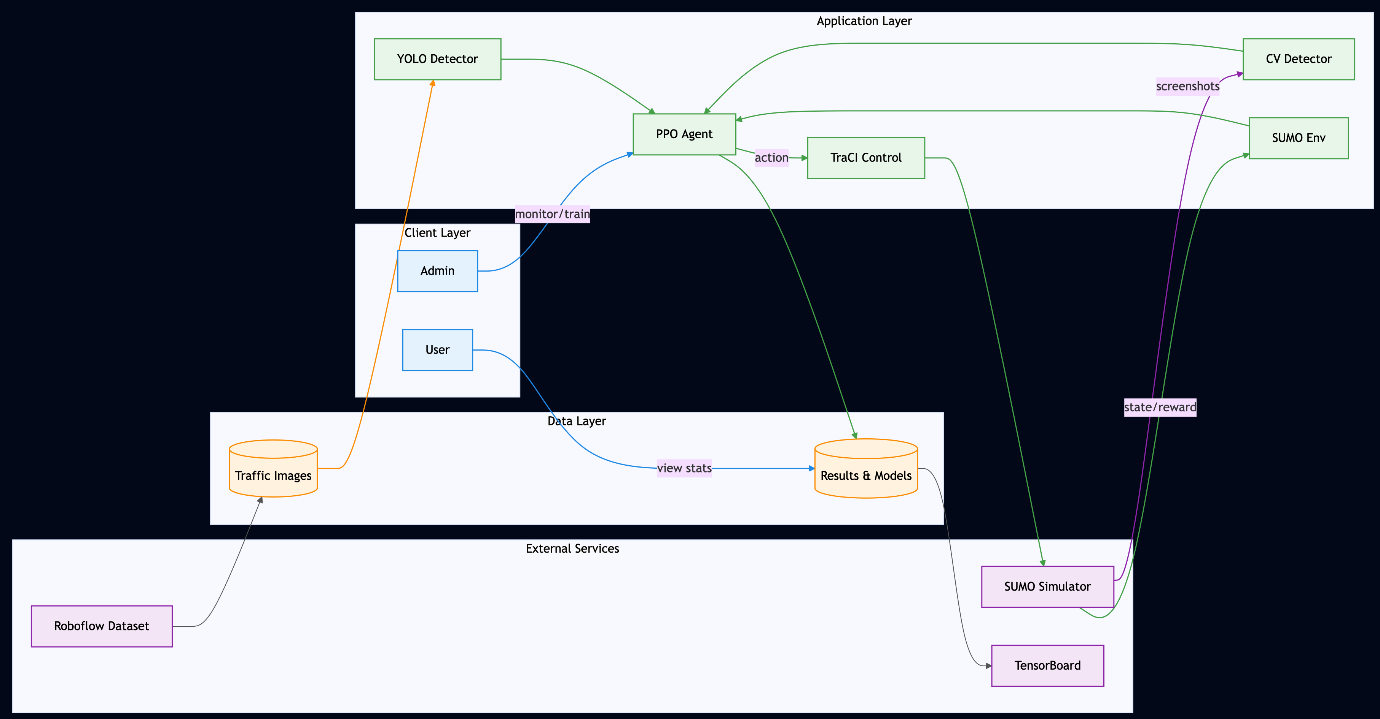 Application Layer
YOLO Detector
CV Detector
screenshots
PPO Agent
SUMO Env
action
TraCI Control
monitor/train
Client Layer
Admin
User
state/reward
Data Layer
Traffic Images
view stats
Results & Models
External Services
SUMO Simulator
Roboflow Dataset
TensorBoard